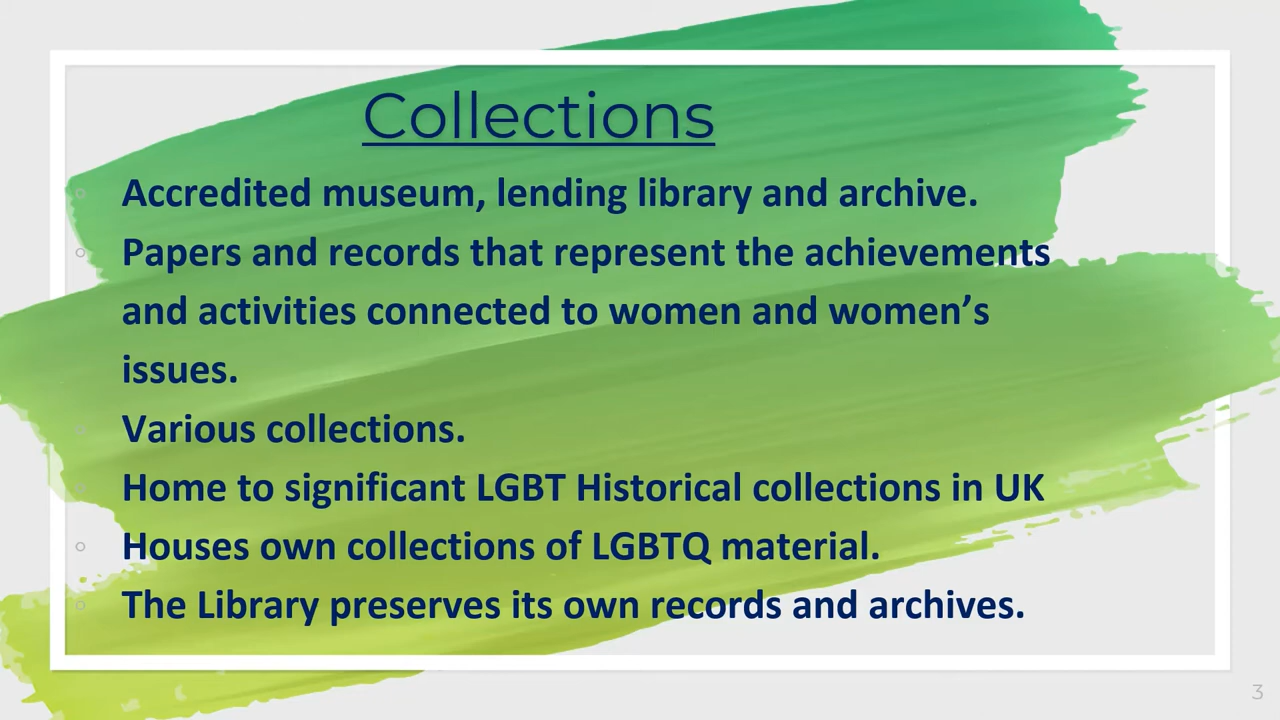 Collections
Accredited museum, lending library and archive.
Papers and records that represent the achievements
and activities connected to women and women’s
issues.
Various collections.
Home to significant LGBT Historical collections in UK
Houses own collections of LGBTQ material.
The Library preserves its own records and archives.
3